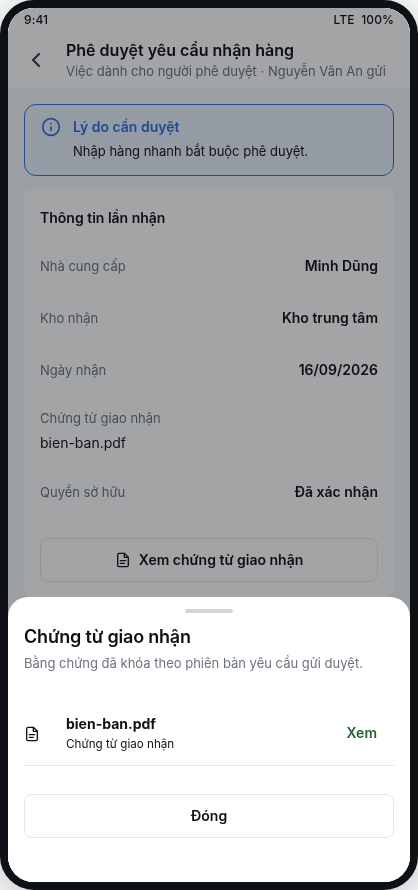 9:41
LTE 100%
Phê duyệt yêu cầu nhận hàng
Việc dành cho người phê duyệt · Nguyễn Văn An gửi
Lý do cần duyệt
Nhập hàng nhanh bắt buộc phê duyệt.
Thông tin lần nhận
Nhà cung cấp
Minh Dũng
Kho nhận
Kho trung tâm
Ngày nhận
16/09/2026
Chứng từ giao nhận
bien-ban.pdf
Quyền sở hữu
Đã xác nhận
Xem chứng từ giao nhận
Chứng từ giao nhận
Bằng chứng đã khóa theo phiên bản yêu cầu gửi duyệt.
bien-ban.pdf
Chứng từ giao nhận
Xem
Đóng